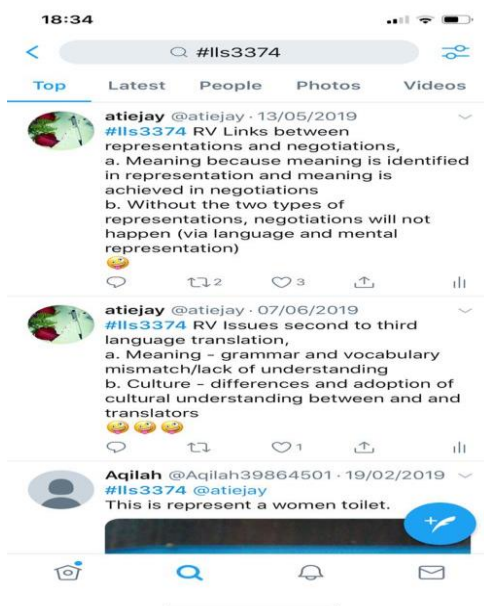 18:34
#lls3374
Top Latest People Photos Videos
atiejay @atiejay · 13/05/2019
#lls3374 RV Links between
representations and negotiations,
a. Meaning because meaning is identified
in representation and meaning is
achieved in negotiations
b. Without the two types of
representations, negotiations will not
happen (via language and mental
representation)
🤪
2 3
atiejay @atiejay · 07/06/2019
#lls3374 RV Issues second to third
language translation,
a. Meaning – grammar and vocabulary
mismatch/lack of understanding
b. Culture – differences and adoption of
cultural understanding between and and
translators
🤪 🤪 🤪
1
Aqilah @Aqilah39864501 · 19/02/2019
#lls3374 @atiejay
This is represent a women toilet.